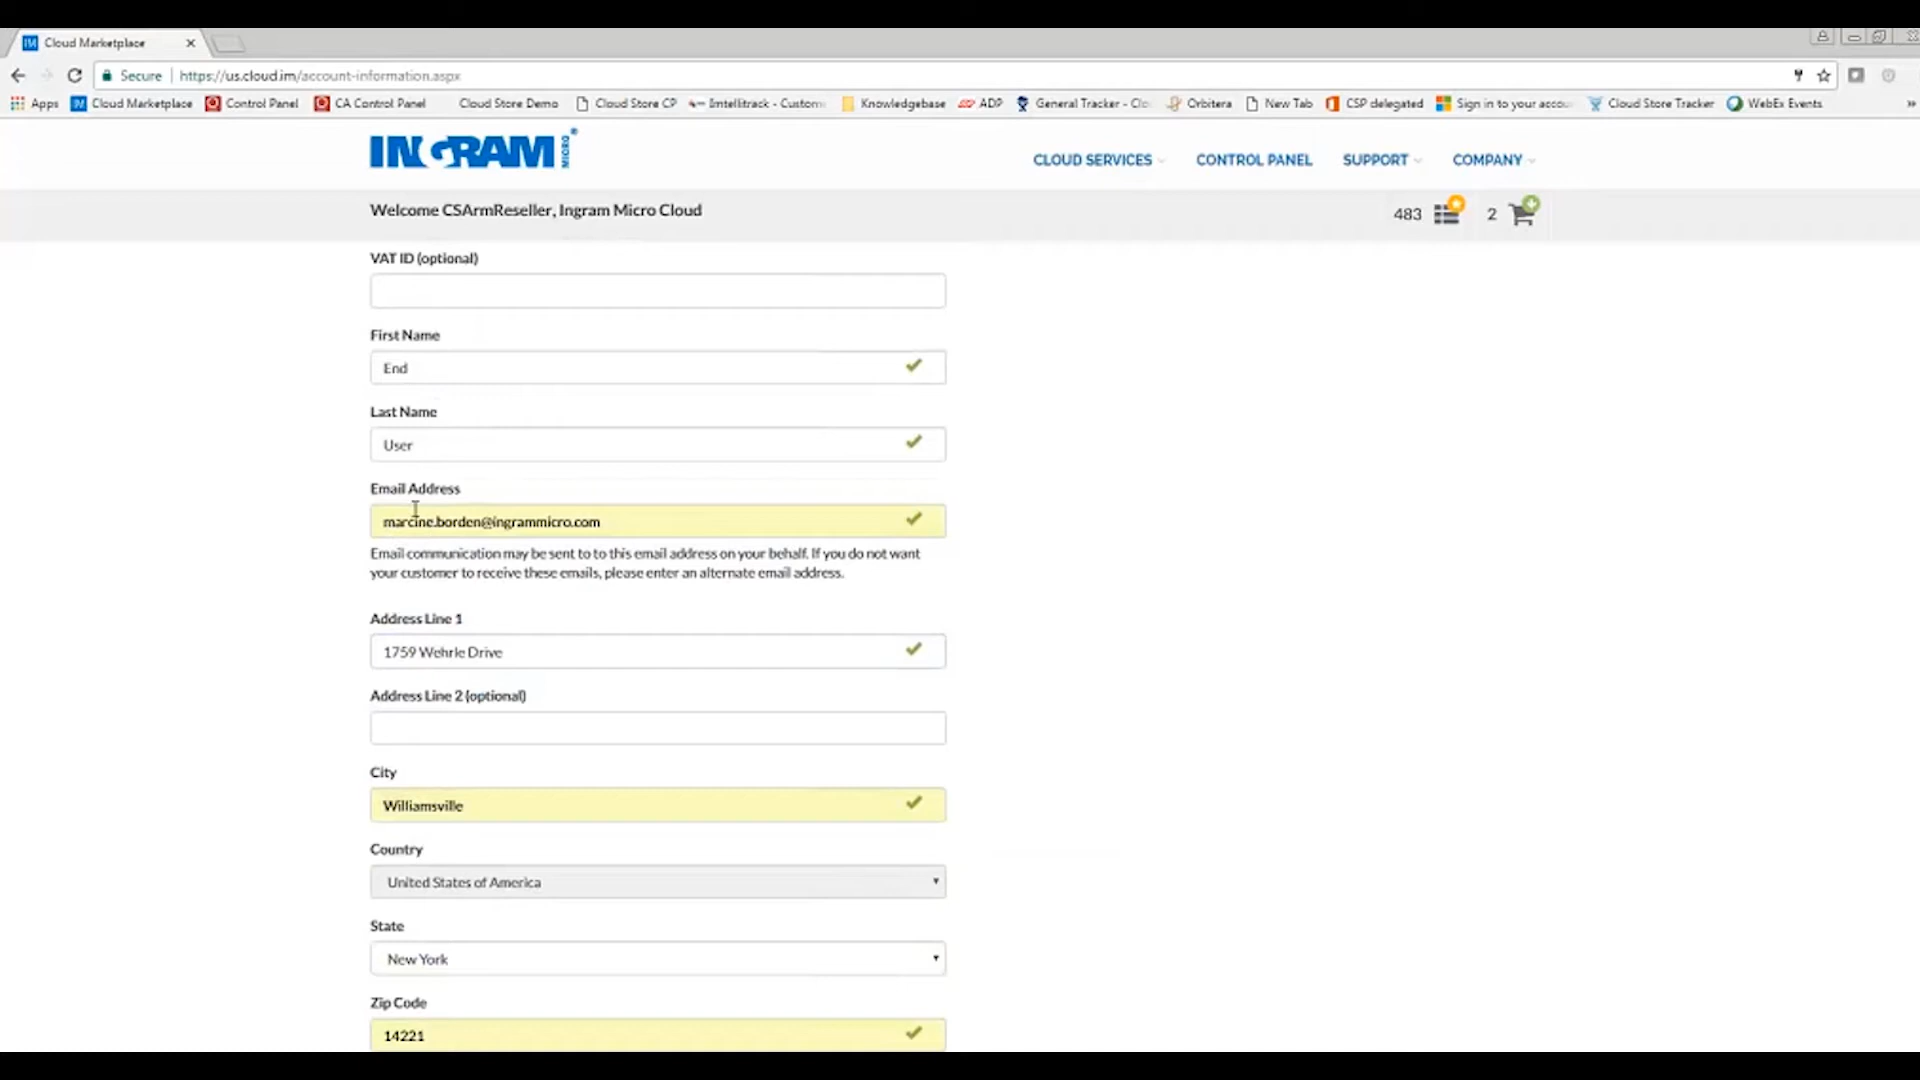 Cloud Marketplace
Secure https://us.cloud.im/account-information.aspx
Apps Cloud Marketplace Control Panel CA Control Panel Cloud Store Demo Cloud Store CP Imtellitrack - Custom Knowledgebase ADP General Tracker - Clo Orbitera New Tab CSP delegated Sign in to your accou Cloud Store Tracker WebEx Events »
INGRAM MICRO®
CLOUD SERVICES CONTROL PANEL SUPPORT COMPANY
Welcome CSArmReseller, Ingram Micro Cloud
483 2
VAT ID (optional)
First Name
End
Last Name
User
Email Address
marcine.borden@ingrammicro.com
Email communication may be sent to to this email address on your behalf. If you do not want
your customer to receive these emails, please enter an alternate email address.
Address Line 1
1759 Wehrle Drive
Address Line 2 (optional)
City
Williamsville
Country
United States of America
State
New York
Zip Code
14221